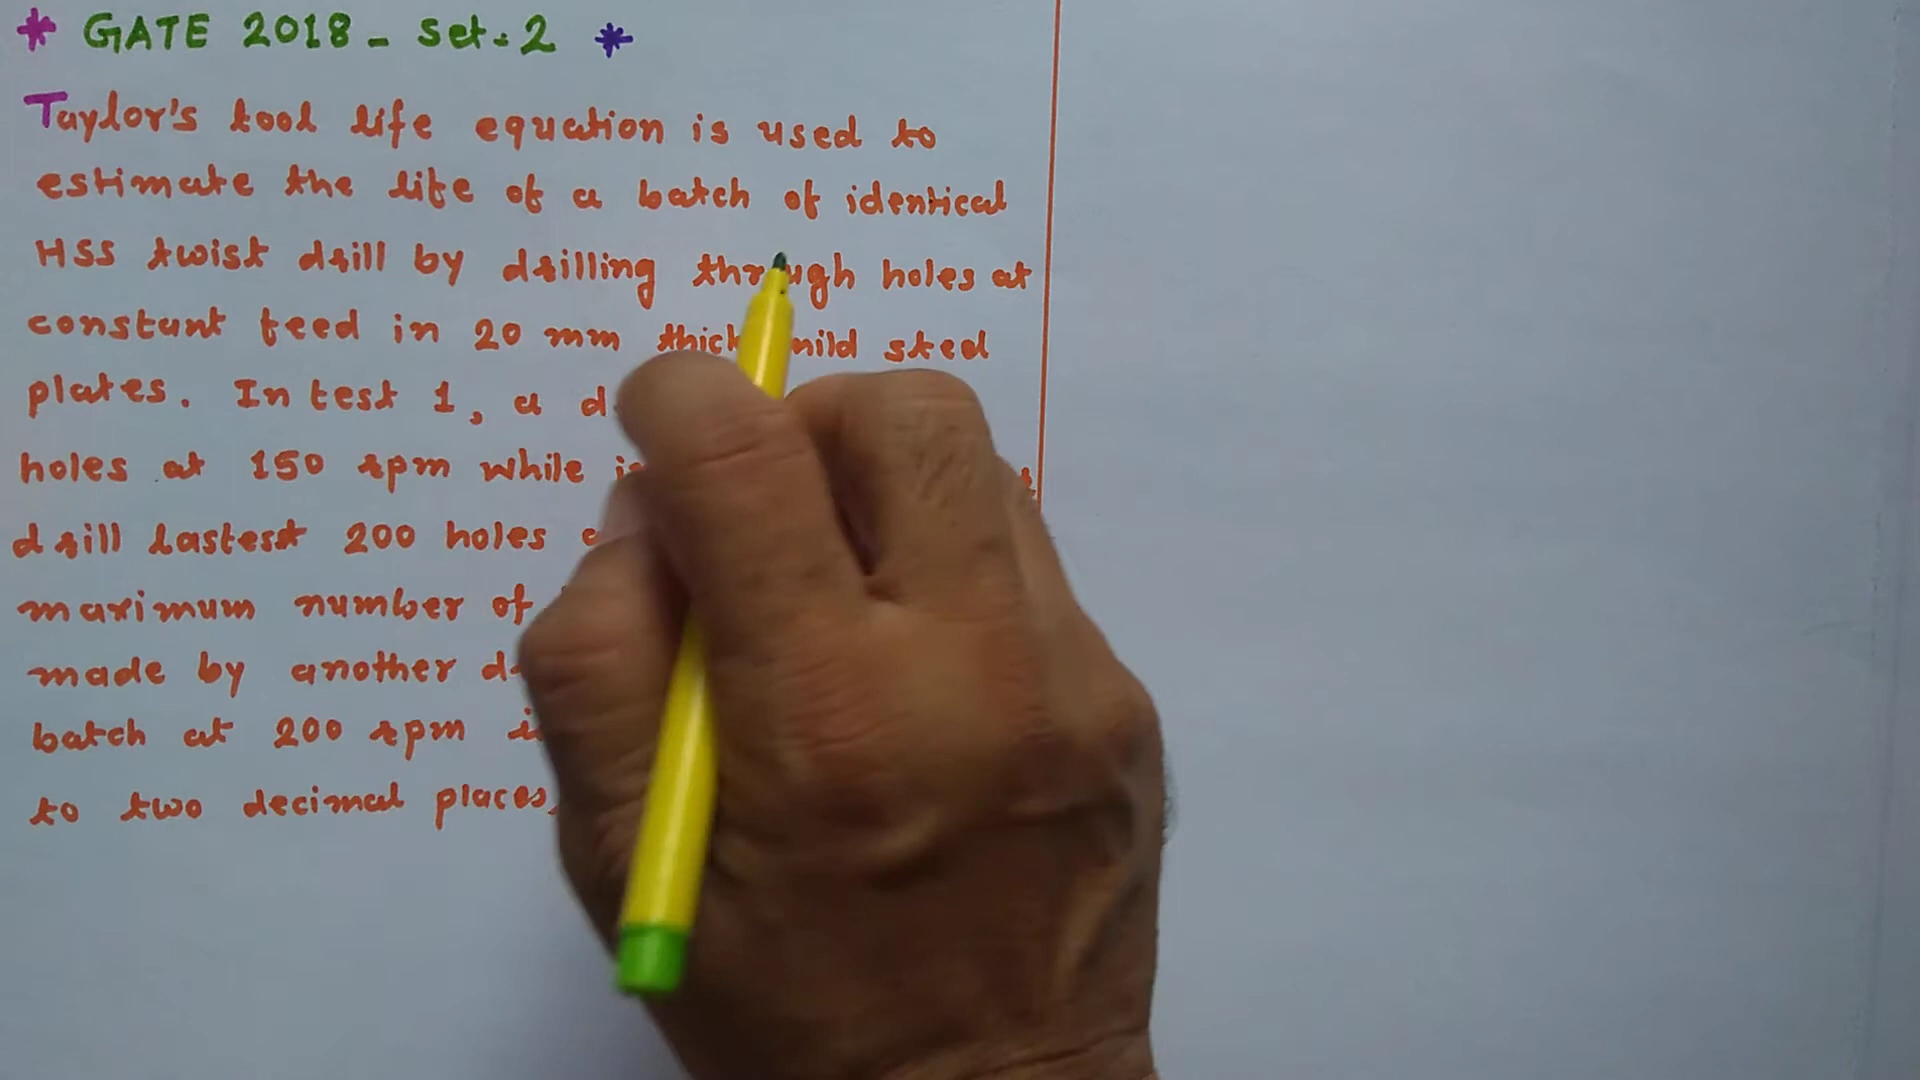 * GATE 2018 - Set-2 *
Taylor's tool life equation is used to
estimate the life of a batch of identical
HSS twist drill by drilling through holes at
constant feed in 20 mm thick mild steel
plates. In test 1, a
holes at 150 rpm while
drill lastest 200 holes
maximum number of
made by another
batch at 200 rpm
to two decimal places,